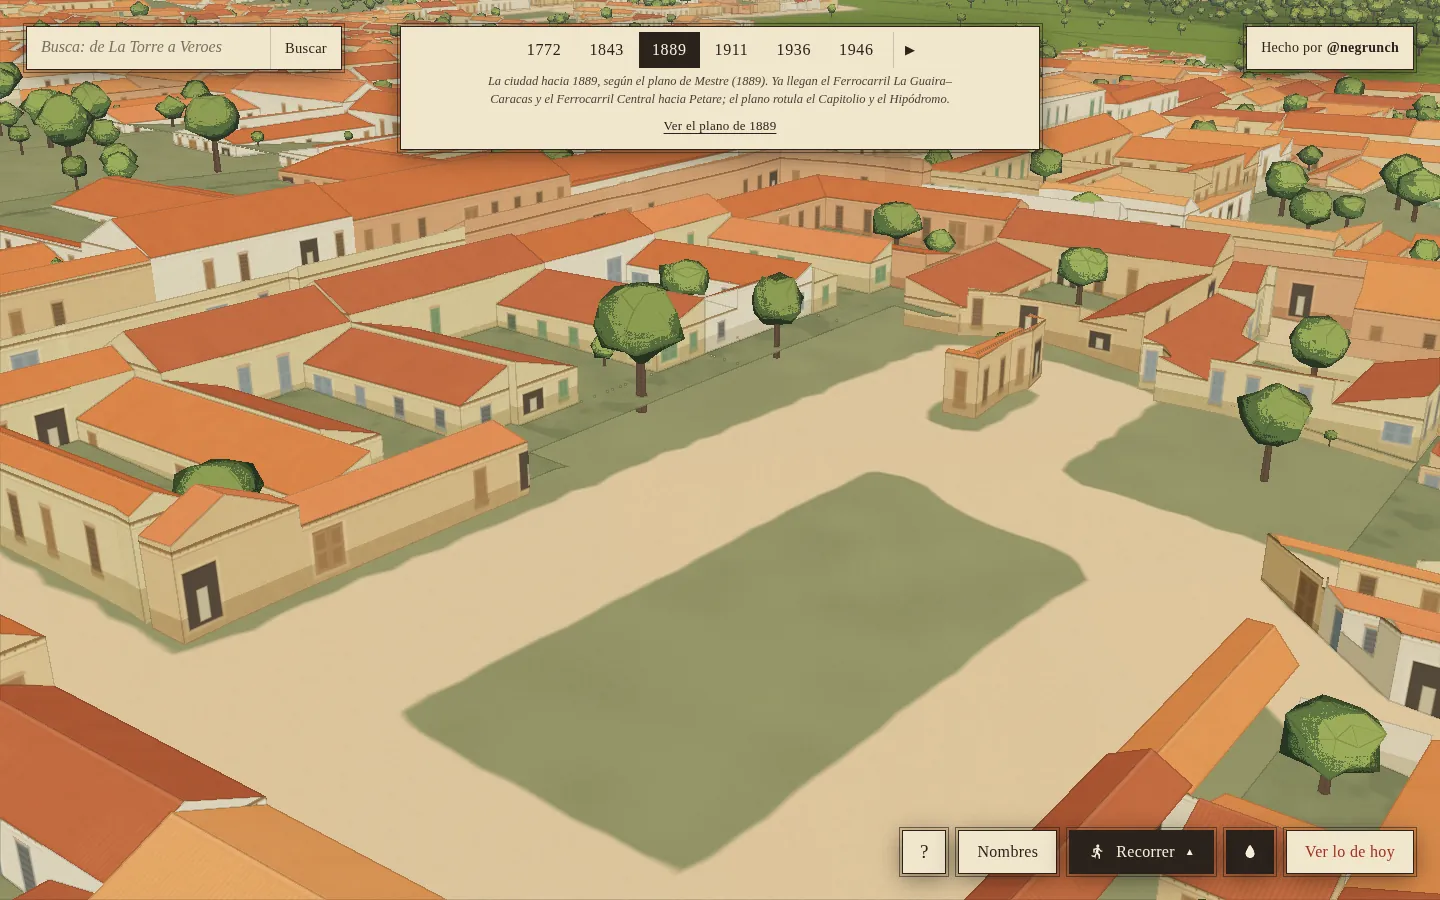 Busca: de La Torre a Veroes
Buscar
1772 1843 1889 1911 1936 1946 ▶
La ciudad hacia 1889, según el plano de Mestre (1889). Ya llegan el Ferrocarril La Guaira–
Caracas y el Ferrocarril Central hacia Petare; el plano rotula el Capitolio y el Hipódromo.
Ver el plano de 1889
Hecho por @negrunch
?
Nombres
Recorrer ▲
Ver lo de hoy